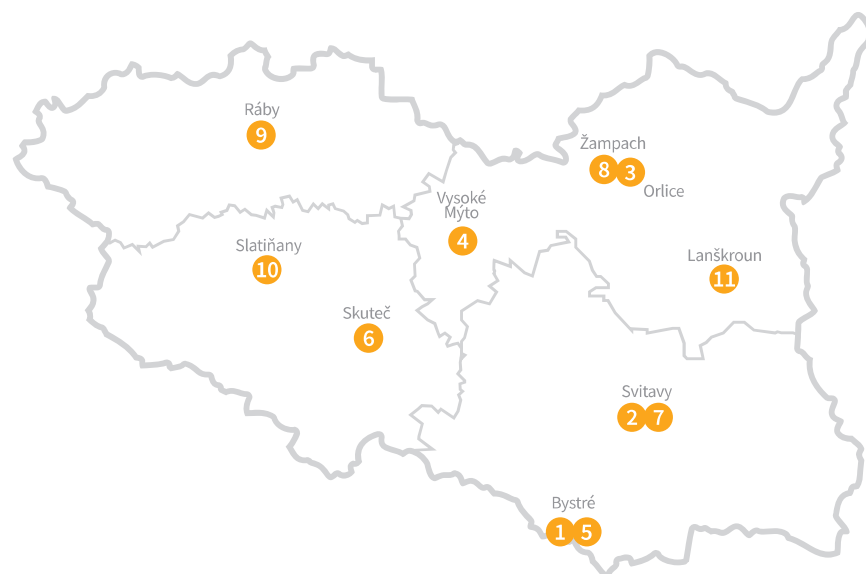 Ráby
9
Žampach
8 3
Orlice
Vysoké
Mýto
4
Slatiňany
10
Lanškroun
11
Skuteč
6
Svitavy
2 7
Bystré
1 5